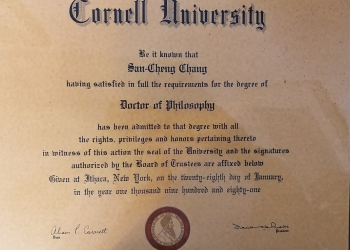 Cornell University
Be it known that
San-Cheng Chang
having satisfied in full the requirements for the degree of
Doctor of Philosophy
has been admitted to that degree with all
the rights, privileges and honors pertaining thereto
in witness of this action the seal of the University and the signatures
authorized by the Board of Trustees are affixed below
Given at Ithaca, New York, on the twenty-eighth day of January,
in the year one thousand nine hundred and eighty-one